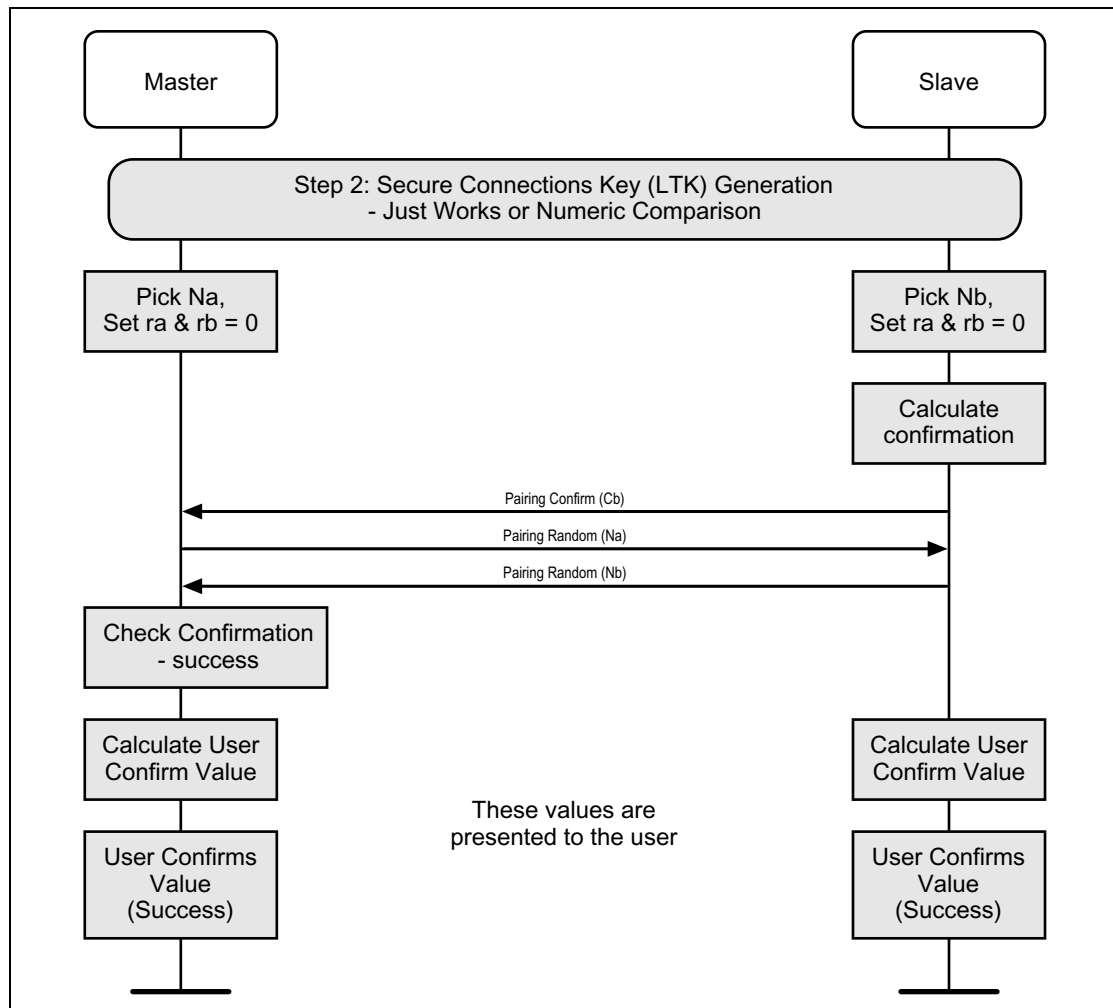 Master
Slave
Step 2: Secure Connections Key (LTK) Generation
- Just Works or Numeric Comparison
Pick Na,
Set ra & rb = 0
Pick Nb,
Set ra & rb = 0
Calculate
confirmation
Pairing Confirm (Cb)
Pairing Random (Na)
Pairing Random (Nb)
Check Confirmation
- success
Calculate User
Confirm Value
Calculate User
Confirm Value
These values are
presented to the user
User Confirms
Value
(Success)
User Confirms
Value
(Success)